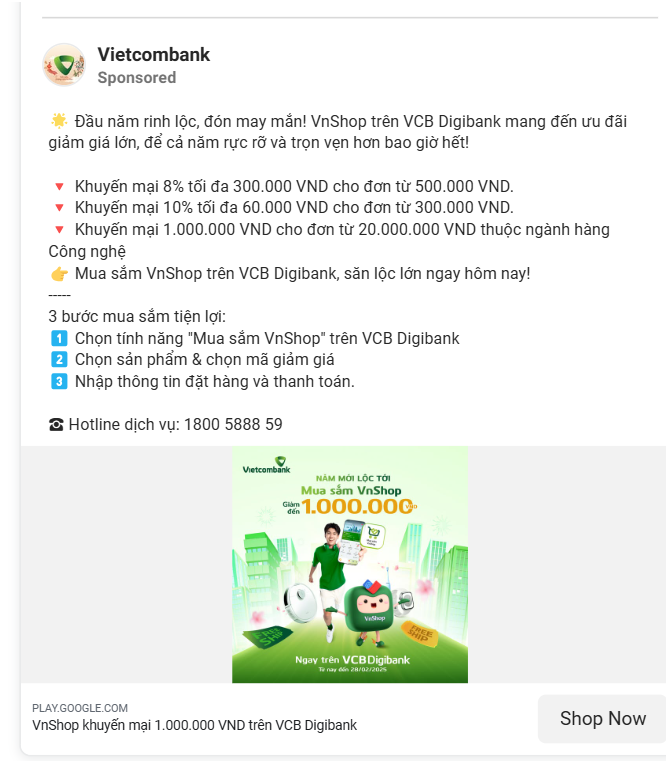 Vietcombank
Sponsored
🌟 Đầu năm rinh lộc, đón may mắn! VnShop trên VCB Digibank mang đến ưu đãi
giảm giá lớn, để cả năm rực rỡ và trọn vẹn hơn bao giờ hết!
🔻 Khuyến mại 8% tối đa 300.000 VND cho đơn từ 500.000 VND.
🔻 Khuyến mại 10% tối đa 60.000 VND cho đơn từ 300.000 VND.
🔻 Khuyến mại 1.000.000 VND cho đơn từ 20.000.000 VND thuộc ngành hàng
Công nghệ
👉 Mua sắm VnShop trên VCB Digibank, săn lộc lớn ngay hôm nay!
-----
3 bước mua sắm tiện lợi:
1️⃣ Chọn tính năng "Mua sắm VnShop" trên VCB Digibank
2️⃣ Chọn sản phẩm & chọn mã giảm giá
3️⃣ Nhập thông tin đặt hàng và thanh toán.
☎ Hotline dịch vụ: 1800 5888 59
Vietcombank
NĂM MỚI LỘC TỚI
Mua sắm VnShop
Giảm đến 1.000.000 VND
VnShop
FREE SHIP
FREE SHIP
Ngay trên VCBDigibank
Từ nay đến 28/02/2025
PLAY.GOOGLE.COM
VnShop khuyến mại 1.000.000 VND trên VCB Digibank
Shop Now